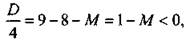 D/4 = 9 - 8 - M = 1 - M < 0,